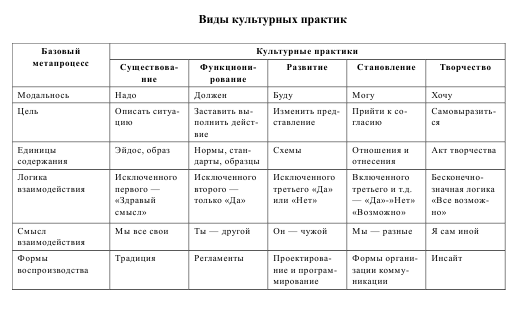 Виды культурных практик
Базовый метапроцесс | Культурные практики
Существова-ние | Функциони-рование | Развитие | Становление | Творчество
Модальнось | Надо | Должен | Буду | Могу | Хочу
Цель | Описать ситуа-цию | Заставить вы-полнить дейст-вие | Изменить пред-ставление | Прийти к со-гласию | Самовыразить-ся
Единицы содержания | Эйдос, образ | Нормы, стан-дарты, образцы | Схемы | Отношения и отнесения | Акт творчества
Логика взаимодействия | Исключенного первого — «Здравый смысл» | Исключенного второго — только «Да» | Исключенного третьего «Да» или «Нет» | Включенного третьего и т.д. — «Да»-»Нет» «Возможно» | Бесконечно-значная логика «Все возмож-но»
Смысл взаимодействия | Мы все свои | Ты — другой | Он — чужой | Мы — разные | Я сам иной
Формы воспроизводства | Традиция | Регламенты | Проектирова-ние и програм-мирование | Формы органи-зации комму-никации | Инсайт